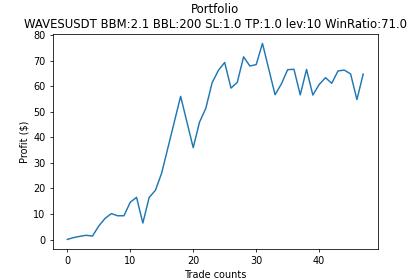 Portfolio
WAVESUSDT BBM:2.1 BBL:200 SL:1.0 TP:1.0 lev:10 WinRatio:71.0
80
70
60
50
40
30
20
10
0
Profit ($)
0 10 20 30 40
Trade counts